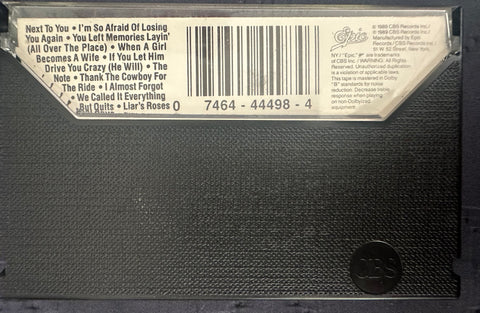 Next To You • I'm So Afraid Of Losing
You Again • You Left Memories Layin'
(All Over The Place) • When A Girl
Becomes A Wife • If You Let Him
Drive You Crazy (He Will) • The
Note • Thank The Cowboy For
The Ride • I Almost Forgot
• We Called It Everything
But Quits • Liar's Roses
0 7464-44498-4
Epic
℗ 1989 CBS Records Inc./
© 1989 CBS Records Inc./
Manufactured by Epic
Records/CBS Records Inc./
51 W. 52 Street, New York,
NY/"Epic," are trademarks
of CBS Inc./WARNING: All Rights
Reserved. Unauthorized duplication
is a violation of applicable laws.
This tape is mastered in Dolby
"B" standards for noise
reduction. Decrease treble
response when playing
on non-Dolbyized
equipment.
CBS